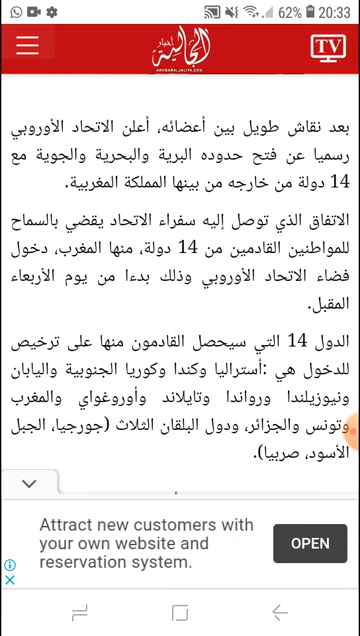 62% 20:33
أخبار
الجالية
AKHBARALJALIYA.COM
TV
بعد نقاش طويل بين أعضائه، أعلن الاتحاد الأوروبي
رسميا عن فتح حدوده البرية والبحرية والجوية مع
14 دولة من خارجه من بينها المملكة المغربية.
الاتفاق الذي توصل إليه سفراء الاتحاد يقضي بالسماح
للمواطنين القادمين من 14 دولة، منها المغرب، دخول
فضاء الاتحاد الأوروبي وذلك بدءا من يوم الأربعاء
المقبل.
الدول 14 التي سيحصل القادمون منها على ترخيص
للدخول هي :أستراليا وكندا وكوريا الجنوبية واليابان
ونيوزيلندا ورواندا وتايلاند وأوروغواي والمغرب
وتونس والجزائر، ودول البلقان الثلاث (جورجيا، الجبل
الأسود، صربيا).
Attract new customers with
your own website and
reservation system.
OPEN